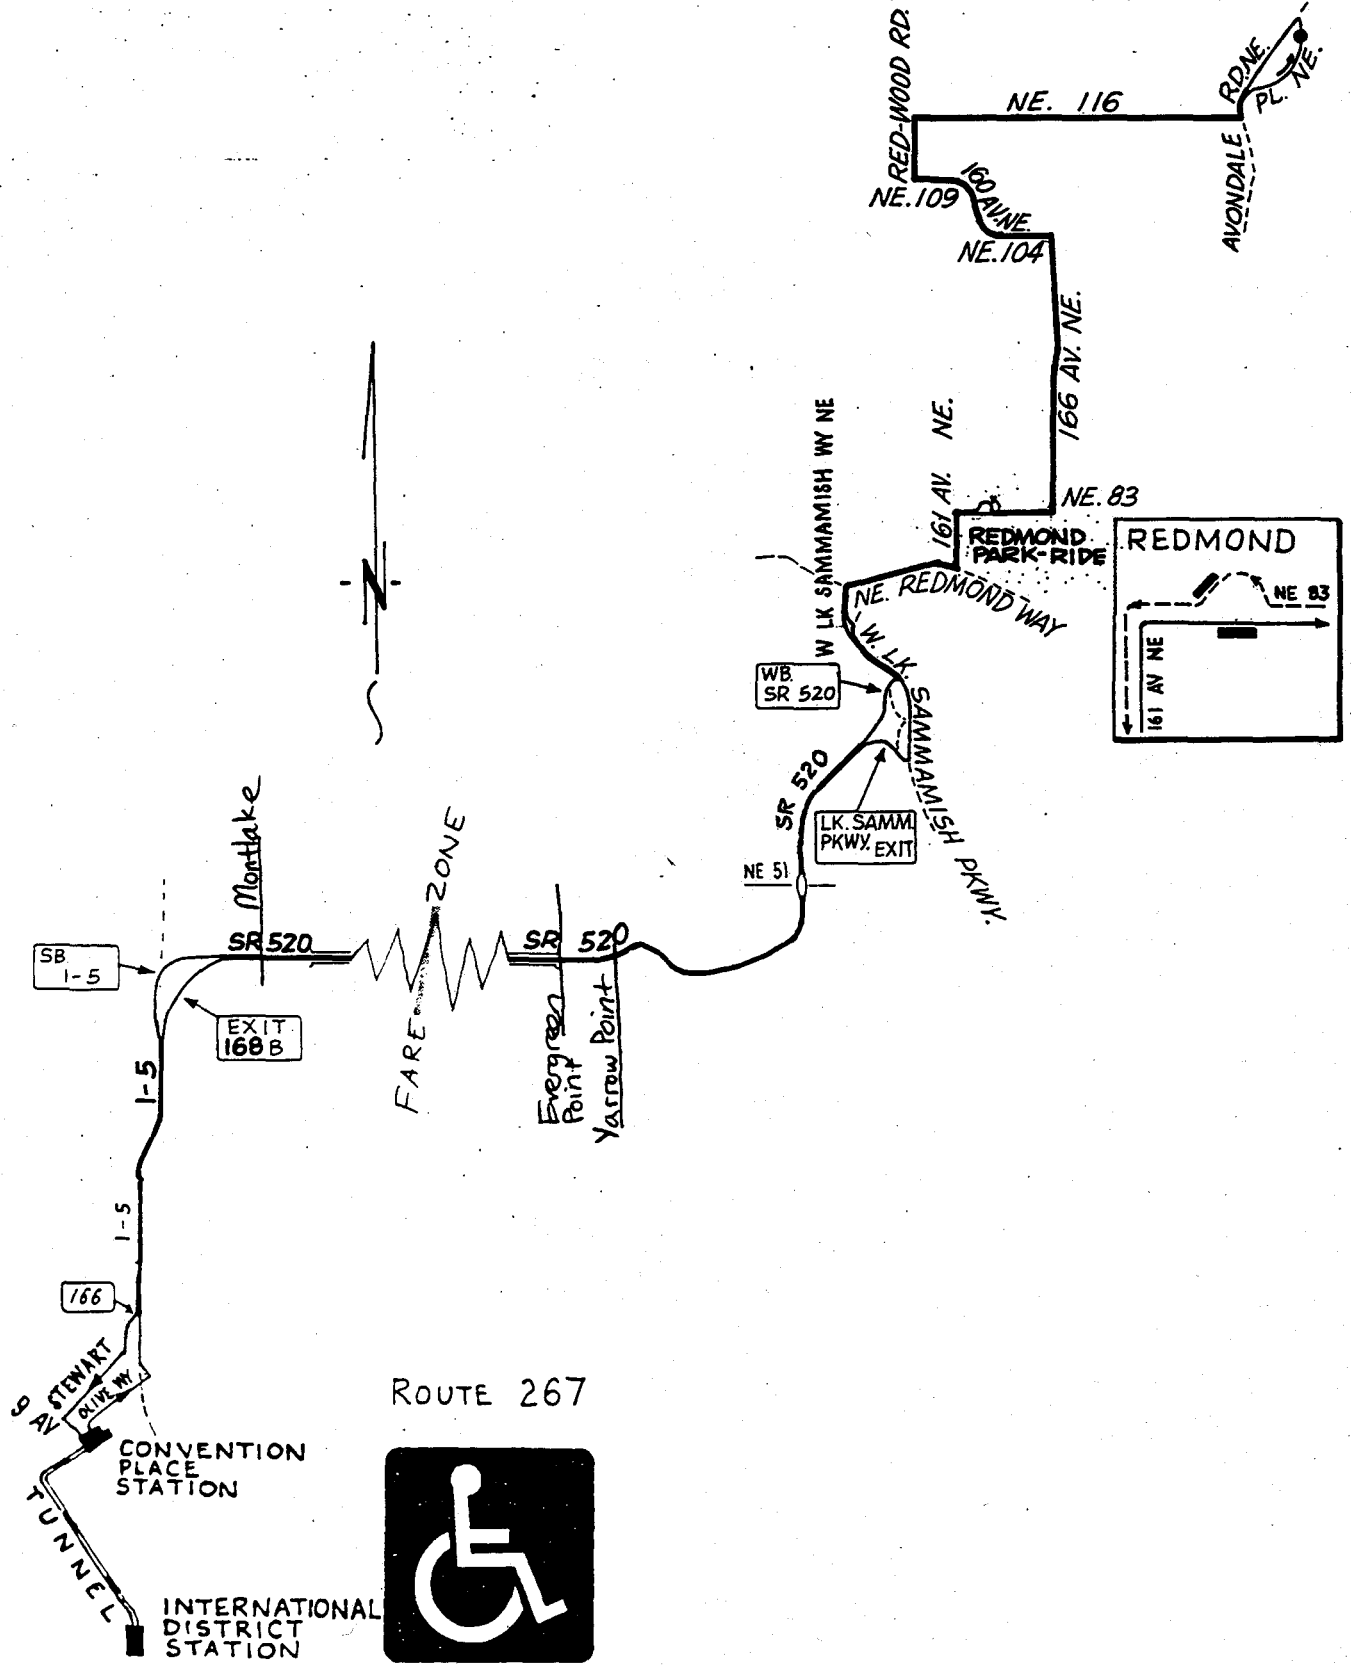 RED-WOOD RD.
NE. 116
RD.NE.
PL. NE.
AVONDALE
NE.109
160 AV.NE.
NE.104
166 AV. NE.
W LK SAMMAMISH WY NE
161 AV. NE.
NE.83
REDMOND
PARK-RIDE
REDMOND
NE 83
161 AV NE
NE. REDMOND WAY
W. LK. SAMMAMISH PKWY.
WB.
SR 520
SR 520
LK. SAMM.
PKWY. EXIT
NE 51
N
Montlake
FARE ZONE
SR 520
SR 520
SB
I-5
EXIT
168 B
Evergreen
Point
Yarrow Point
I-5
I-5
166
STEWART
OLIVE WY
9 AV
CONVENTION
PLACE
STATION
TUNNEL
INTERNATIONAL
DISTRICT
STATION
ROUTE 267